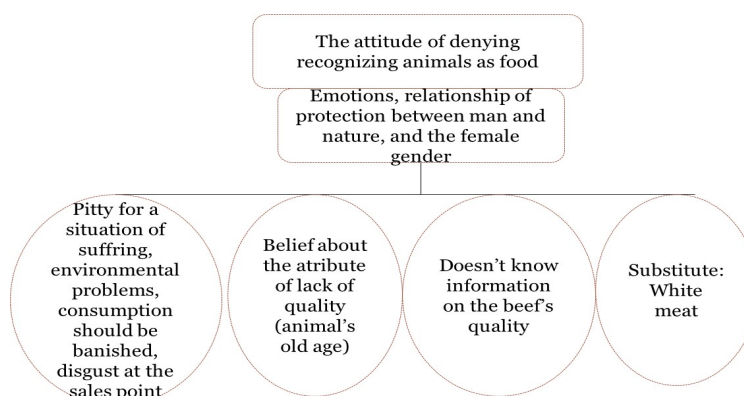 The attitude of denying
recognizing animals as food
Emotions, relationship of
protection between man and
nature, and the female
gender
Pitty for a
situation of
suffring,
environmental
problems,
consumption
should be
banished,
disgust at the
sales point
Belief about
the atribute
of lack of
quality
(animal’s
old age)
Doesn’t know
information
on the beef’s
quality
Substitute:
White
meat